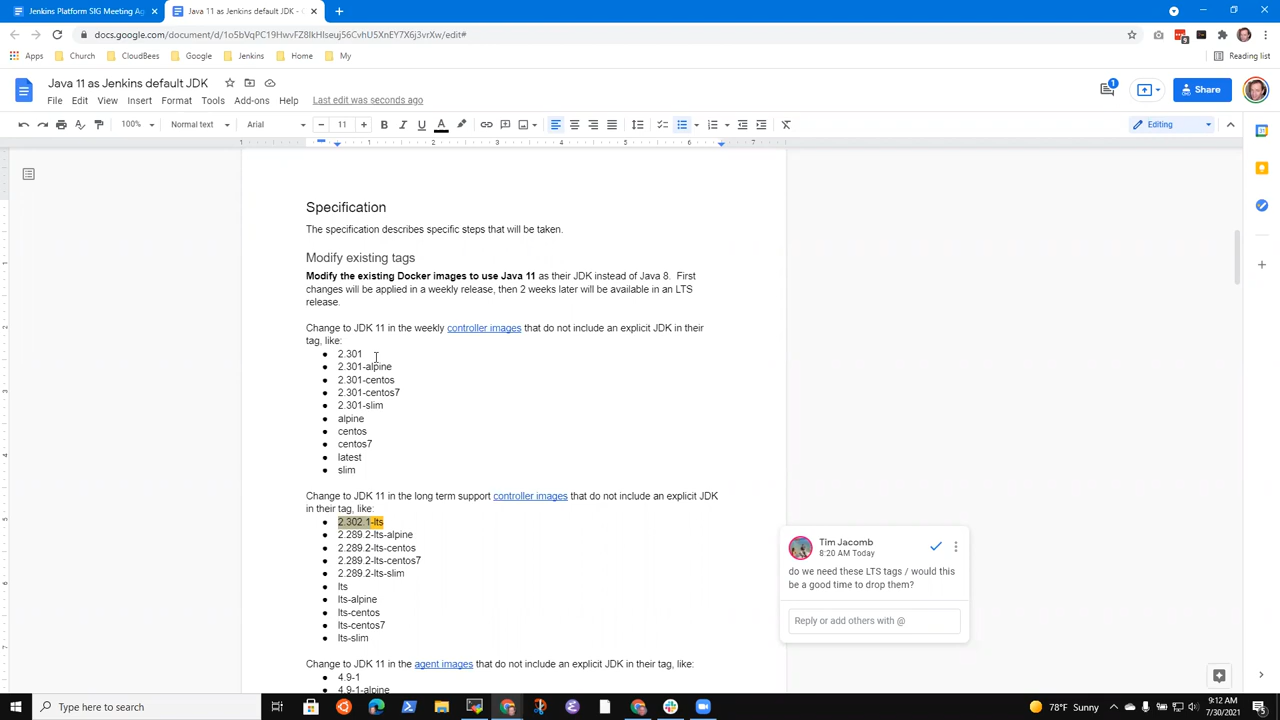 Jenkins Platform SIG Meeting Ag
Java 11 as Jenkins default JDK - G
docs.google.com/document/d/1o5bVqPC19HwvFZ8IkHlseuj56CvhU5XnEY7X6j3vrXw/edit#
Apps
Church
CloudBees
Google
Jenkins
Home
My
Reading list
Java 11 as Jenkins default JDK
File Edit View Insert Format Tools Add-ons Help Last edit was seconds ago
1
Share
100% Normal text Arial 11
Editing
Specification
The specification describes specific steps that will be taken.
Modify existing tags
Modify the existing Docker images to use Java 11 as their JDK instead of Java 8. First
changes will be applied in a weekly release, then 2 weeks later will be available in an LTS
release.
Change to JDK 11 in the weekly controller images that do not include an explicit JDK in their
tag, like:
● 2.301
● 2.301-alpine
● 2.301-centos
● 2.301-centos7
● 2.301-slim
● alpine
● centos
● centos7
● latest
● slim
Change to JDK 11 in the long term support controller images that do not include an explicit JDK
in their tag, like:
● 2.302.1-lts
● 2.289.2-lts-alpine
● 2.289.2-lts-centos
● 2.289.2-lts-centos7
● 2.289.2-lts-slim
● lts
● lts-alpine
● lts-centos
● lts-centos7
● lts-slim
Change to JDK 11 in the agent images that do not include an explicit JDK in their tag, like:
● 4.9-1
● 4.9-1-alpine
Tim Jacomb
8:20 AM Today
do we need these LTS tags / would this
be a good time to drop them?
Reply or add others with @
Type here to search
78°F Sunny
9:12 AM
7/30/2021